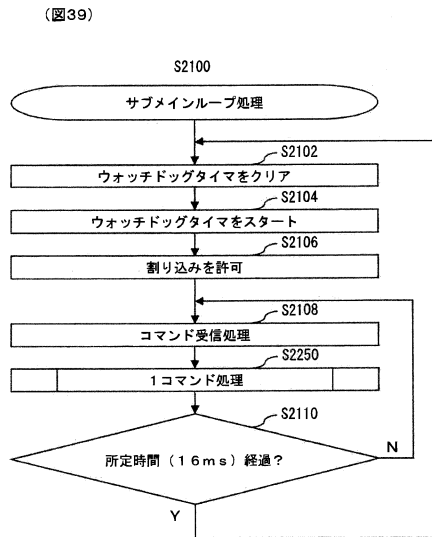 （図39）
S2100
サブメインループ処理
S2102
ウォッチドッグタイマをクリア
S2104
ウォッチドッグタイマをスタート
S2106
割り込みを許可
S2108
コマンド受信処理
S2250
１コマンド処理
S2110
所定時間（１６ｍｓ）経過？
N
Y